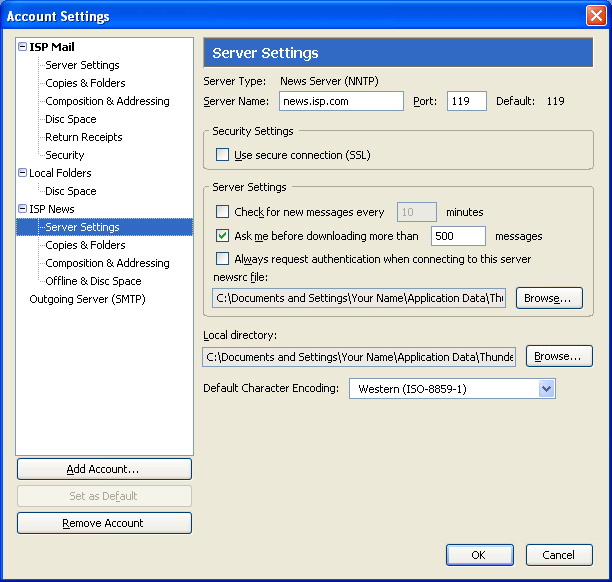 Account Settings
ISP Mail
Server Settings
Copies & Folders
Composition & Addressing
Disc Space
Return Receipts
Security
Local Folders
Disc Space
ISP News
Server Settings
Copies & Folders
Composition & Addressing
Offline & Disc Space
Outgoing Server (SMTP)
Add Account...
Set as Default
Remove Account
Server Settings
Server Type: News Server (NNTP)
Server Name: news.isp.com Port: 119 Default: 119
Security Settings
Use secure connection (SSL)
Server Settings
Check for new messages every 10 minutes
Ask me before downloading more than 500 messages
Always request authentication when connecting to this server
newsrc file:
C:\Documents and Settings\Your Name\Application Data\Thu Browse...
Local directory:
C:\Documents and Settings\Your Name\Application Data\Thunde Browse...
Default Character Encoding: Western (ISO-8859-1)
OK Cancel